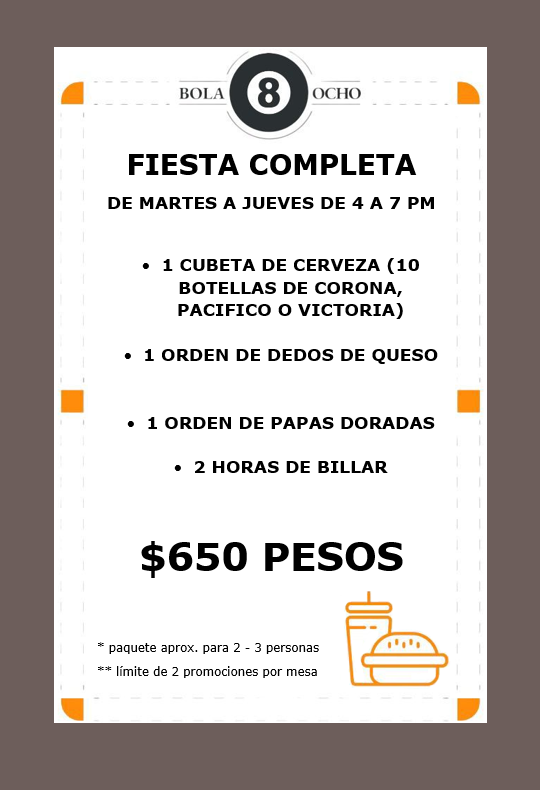 BOLA 8 OCHO
FIESTA COMPLETA
DE MARTES A JUEVES DE 4 A 7 PM
• 1 CUBETA DE CERVEZA (10
BOTELLAS DE CORONA,
PACIFICO O VICTORIA)
• 1 ORDEN DE DEDOS DE QUESO
• 1 ORDEN DE PAPAS DORADAS
• 2 HORAS DE BILLAR
$650 PESOS
* paquete aprox. para 2 - 3 personas
** límite de 2 promociones por mesa